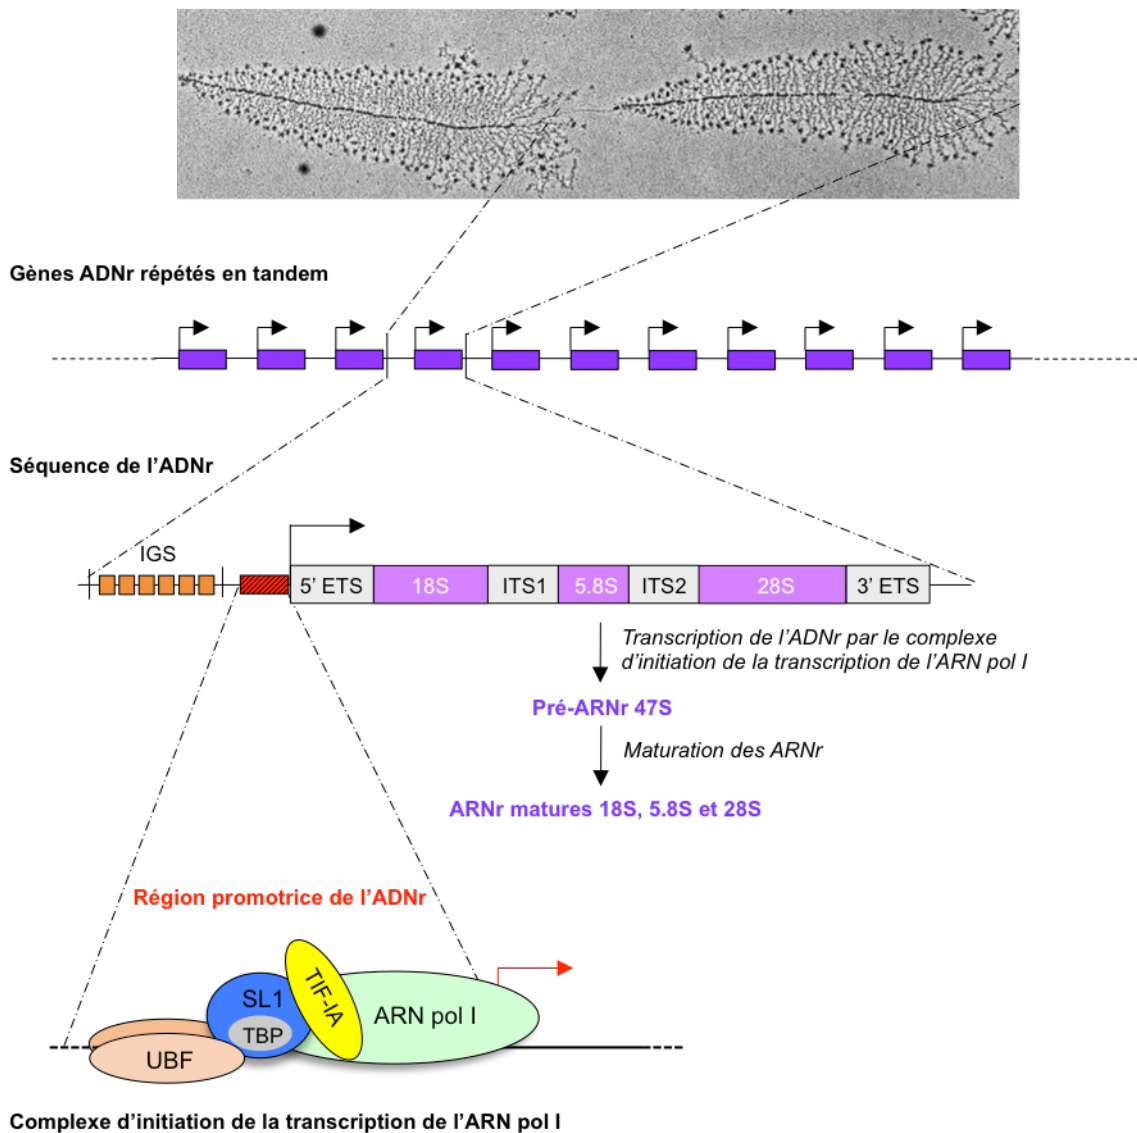 Gènes ADNr répétés en tandem
Séquence de l'ADNr
IGS
5' ETS 18S ITS1 5.8S ITS2 28S 3' ETS
Transcription de l'ADNr par le complexe
d'initiation de la transcription de l'ARN pol I
Pré-ARNr 47S
Maturation des ARNr
ARNr matures 18S, 5.8S et 28S
Région promotrice de l'ADNr
SL1
TBP
TIF-IA
ARN pol I
UBF
Complexe d'initiation de la transcription de l'ARN pol I